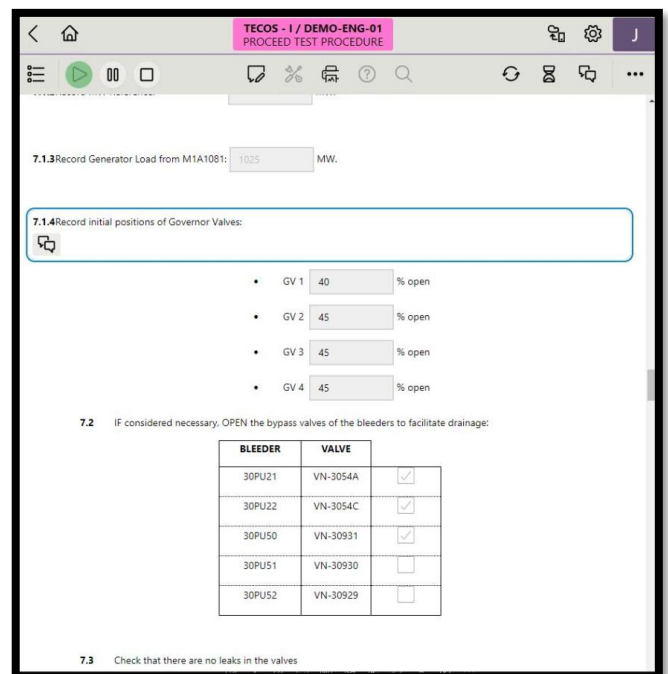 TECOS - I / DEMO-ENG-01
PROCEED TEST PROCEDURE
J
7.1.3Record Generator Load from M1A1081: 1025 MW.
7.1.4Record initial positions of Governor Valves:
• GV 1 40 % open
• GV 2 45 % open
• GV 3 45 % open
• GV 4 45 % open
7.2 IF considered necessary, OPEN the bypass valves of the bleeders to facilitate drainage:
BLEEDER VALVE
30PU21 VN-3054A
30PU22 VN-3054C
30PU50 VN-30931
30PU51 VN-30930
30PU52 VN-30929
7.3 Check that there are no leaks in the valves